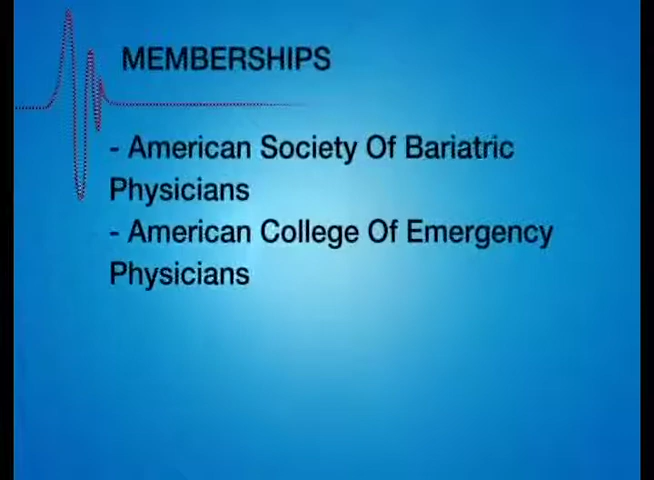 MEMBERSHIPS
- American Society Of Bariatric
Physicians
- American College Of Emergency
Physicians